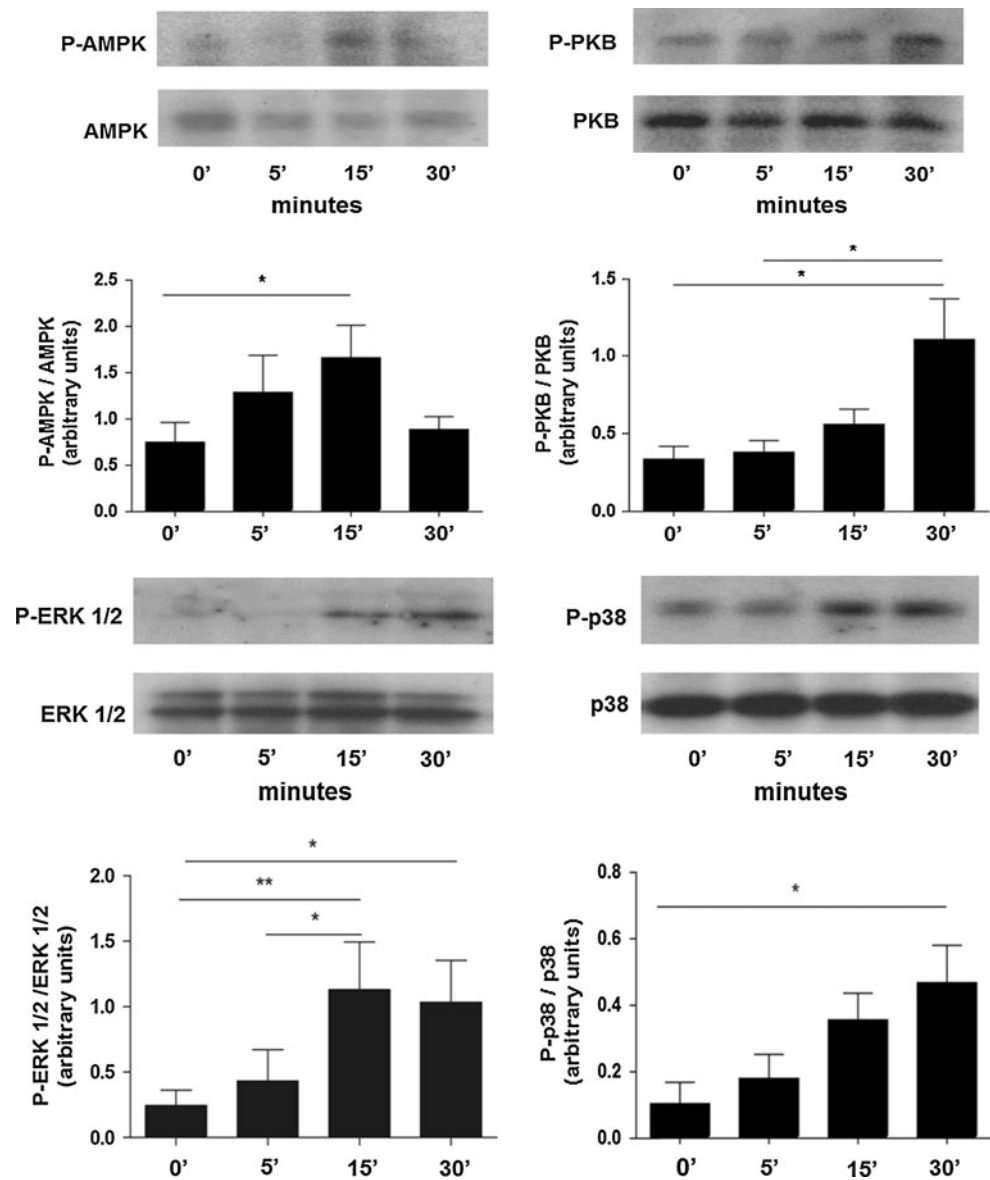 P-AMPK
AMPK
0' 5' 15' 30'
minutes
P-PKB
PKB
0' 5' 15' 30'
minutes
P-AMPK / AMPK
(arbitrary units)
2.5
2.0
1.5
1.0
0.5
0.0
*
0' 5' 15' 30'
P-PKB / PKB
(arbitrary units)
1.5
1.0
0.5
0.0
*
*
0' 5' 15' 30'
P-ERK 1/2
ERK 1/2
0' 5' 15' 30'
minutes
P-p38
p38
0' 5' 15' 30'
minutes
P-ERK 1/2 /ERK 1/2
(arbitrary units)
2.0
1.5
1.0
0.5
0.0
*
**
*
0' 5' 15' 30'
P-p38 / p38
(arbitrary units)
0.8
0.6
0.4
0.2
0.0
*
0' 5' 15' 30'